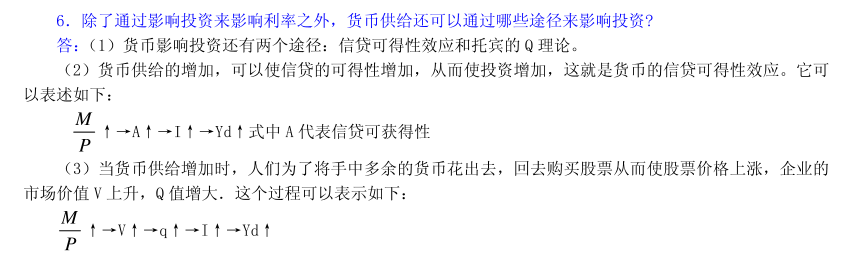 6．除了通过影响投资来影响利率之外，货币供给还可以通过哪些途径来影响投资？
答：（1）货币影响投资还有两个途径：信贷可得性效应和托宾的 Q 理论。
（2）货币供给的增加，可以使信贷的可得性增加，从而使投资增加，这就是货币的信贷可得性效应。它可
以表述如下：
M/P ↑→A↑→I↑→Yd↑式中 A 代表信贷可获得性
（3）当货币供给增加时，人们为了将手中多余的货币花出去，回去购买股票从而使股票价格上涨，企业的
市场价值 V 上升，Q 值增大．这个过程可以表示如下：
M/P ↑→V↑→q↑→I↑→Yd↑